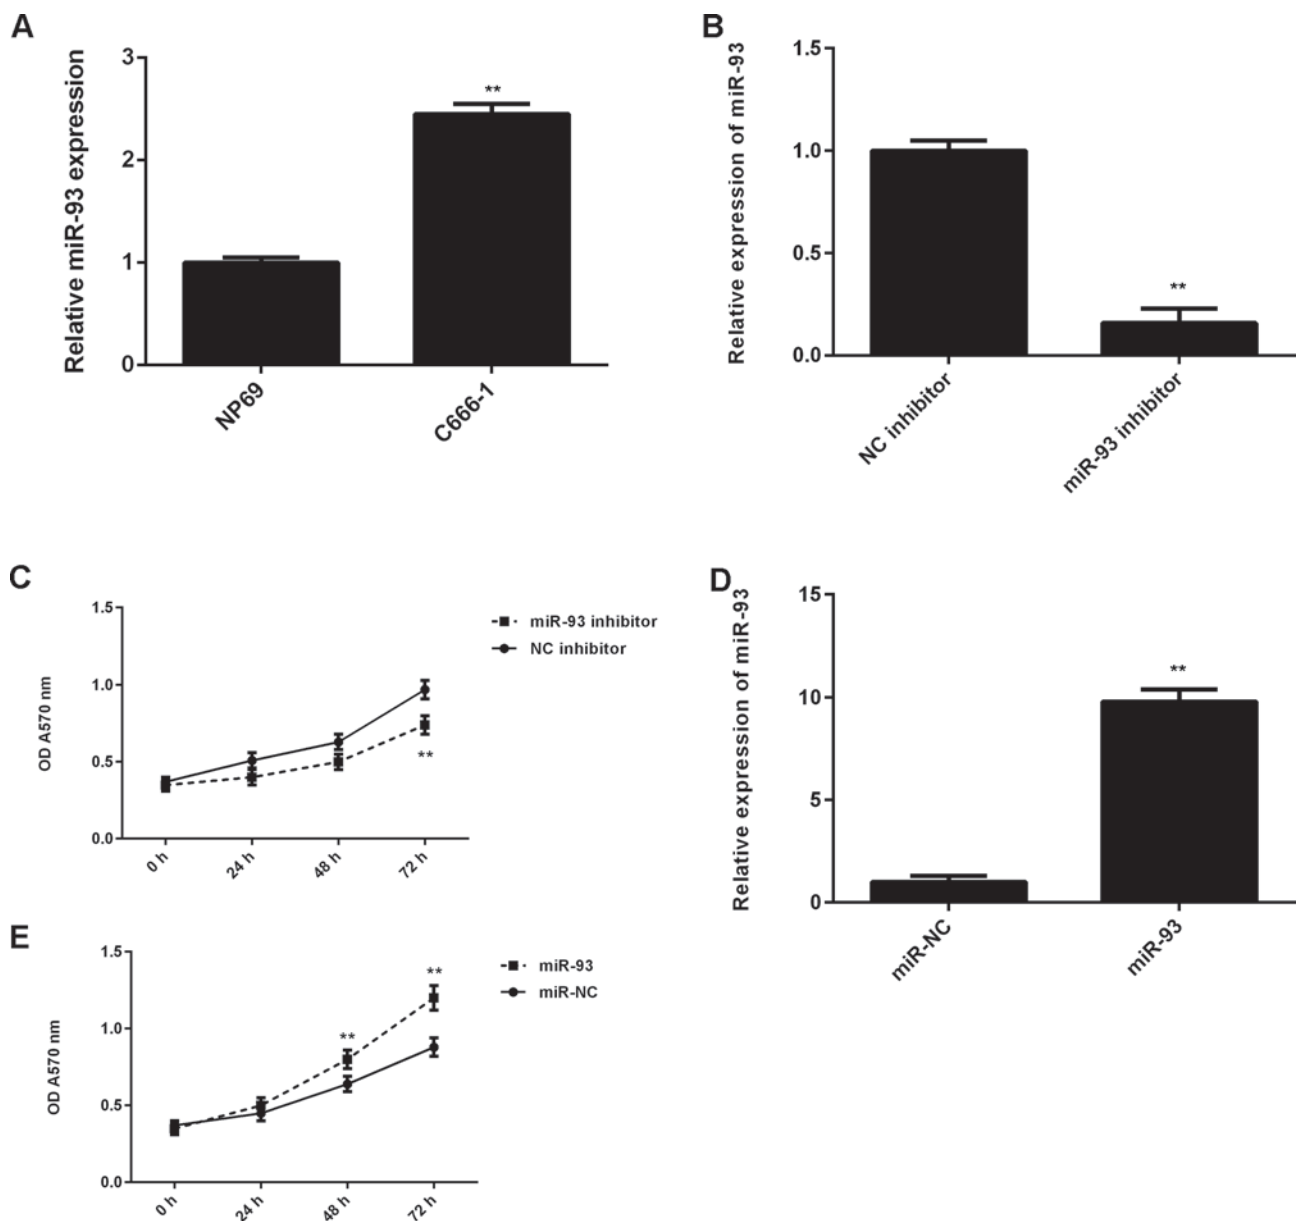 A
Relative miR-93 expression
3
2
1
0
**
NP69
C666-1
B
Relative expression of miR-93
1.5
1.0
0.5
0.0
**
NC inhibitor
miR-93 inhibitor
C
OD A570 nm
1.5
1.0
0.5
0.0
**
0 h
24 h
48 h
72 h
miR-93 inhibitor
NC inhibitor
D
Relative expression of miR-93
15
10
5
0
**
miR-NC
miR-93
E
OD A570 nm
1.5
1.0
0.5
0.0
**
**
0 h
24 h
48 h
72 h
miR-93
miR-NC